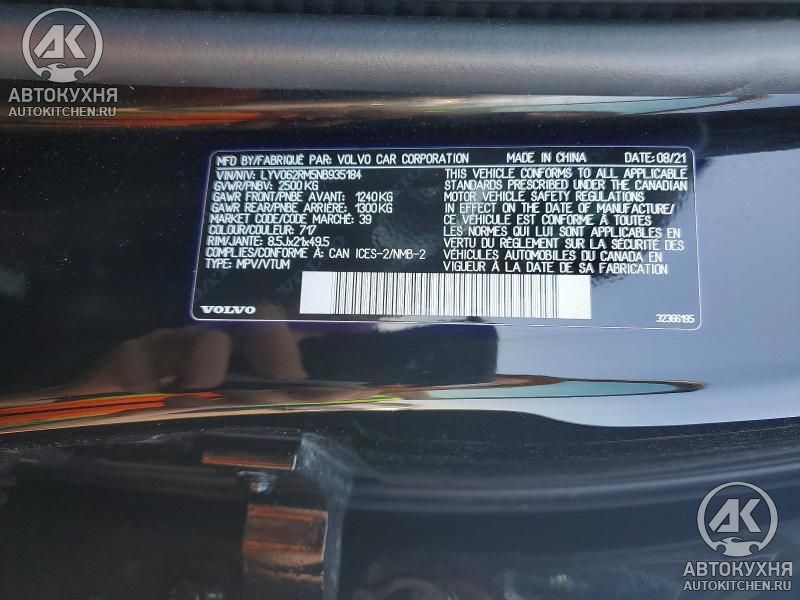 AK
АВТОКУХНЯ
AUTOKITCHEN.RU
MFD BY/FABRIQUÉ PAR: VOLVO CAR CORPORATION MADE IN CHINA DATE: 08/21
VIN/NIV: LYV062RM5NB935184
GVWR/PNBV: 2500 KG
GAWR FRONT/PNBE AVANT: 1240 KG
GAWR REAR/PNBE ARRIÈRE: 1300 KG
MARKET CODE/CODE MARCHÉ: 39
COLOUR/COULEUR: 717
RIM/JANTE: 8.5Jx21x49.5
COMPLIES/CONFORME À: CAN ICES-2/NMB-2
TYPE: MPV/VTUM
THIS VEHICLE CONFORMS TO ALL APPLICABLE
STANDARDS PRESCRIBED UNDER THE CANADIAN
MOTOR VEHICLE SAFETY REGULATIONS
IN EFFECT ON THE DATE OF MANUFACTURE/
CE VÉHICULE EST CONFORME À TOUTES
LES NORMES QUI LUI SONT APPLICABLES EN
VERTU DU RÈGLEMENT SUR LA SÉCURITÉ DES
VÉHICULES AUTOMOBILES DU CANADA EN
VIGUEUR À LA DATE DE SA FABRICATION
VOLVO
32366195
AK
АВТОКУХНЯ
AUTOKITCHEN.RU